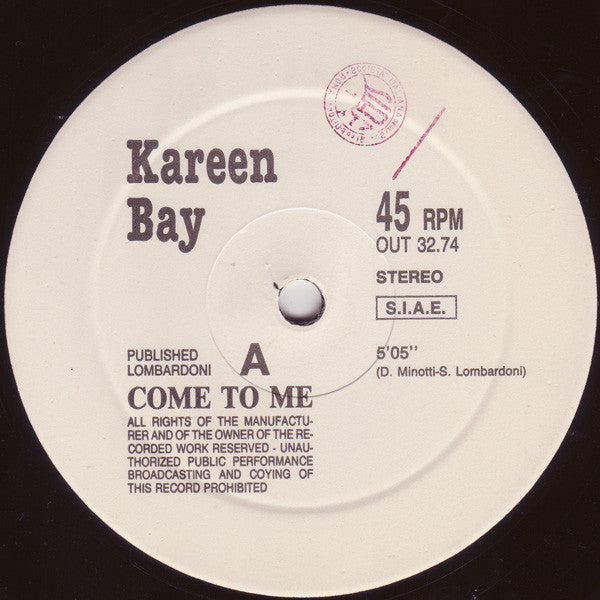 Kareen
Bay
45 RPM
OUT 32.74
STEREO
S.I.A.E.
PUBLISHED
LOMBARDONI
A
COME TO ME
5'05''
(D. Minotti-S. Lombardoni)
ALL RIGHTS OF THE MANUFACTU-
RER AND OF THE OWNER OF THE RE-
CORDED WORK RESERVED - UNAU-
THORIZED PUBLIC PERFORMANCE
BROADCASTING AND COYING OF
THIS RECORD PROHIBITED